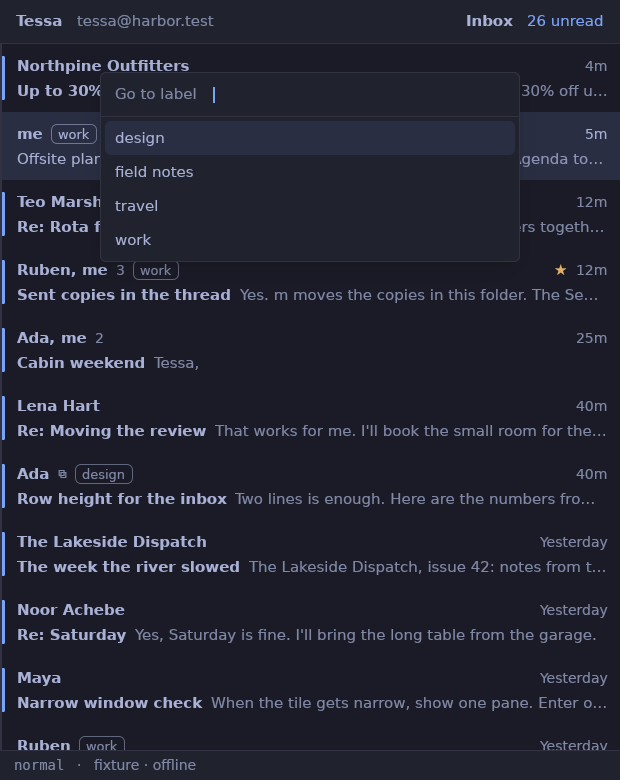 Tessa tessa@harbor.test Inbox 26 unread
Northpine Outfitters 4m
Up to 30% 30% off u…
Go to label
me work 5m
design
Offsite plan genda to…
field notes
Teo Marsh 12m
travel
Re: Rota f rs togeth…
work
Ruben, me 3 work ★ 12m
Sent copies in the thread Yes. m moves the copies in this folder. The Se…
Ada, me 2 25m
Cabin weekend Tessa,
Lena Hart 40m
Re: Moving the review That works for me. I'll book the small room for the…
Ada design 40m
Row height for the inbox Two lines is enough. Here are the numbers fro…
The Lakeside Dispatch Yesterday
The week the river slowed The Lakeside Dispatch, issue 42: notes from t…
Noor Achebe Yesterday
Re: Saturday Yes, Saturday is fine. I'll bring the long table from the garage.
Maya Yesterday
Narrow window check When the tile gets narrow, show one pane. Enter o…
Ruben work Yesterday
normal · fixture · offline